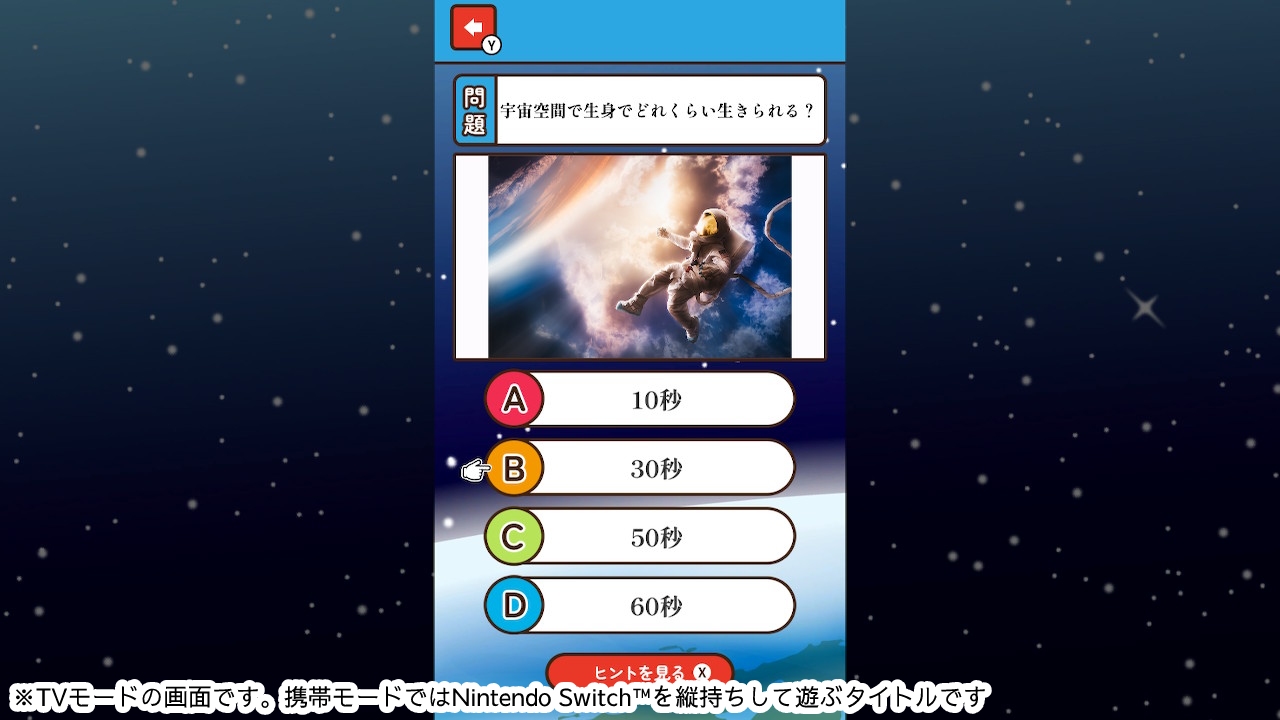 Y
問題
宇宙空間で生身でどれくらい生きられる？
A 10秒
B 30秒
C 50秒
D 60秒
ヒントを見る X
※TVモードの画面です。携帯モードではNintendo Switch™を縦持ちして遊ぶタイトルです